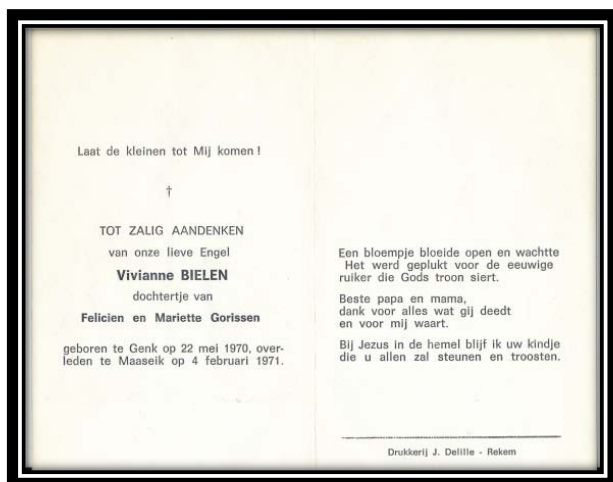 Laat de kleinen tot Mij komen !
†
TOT ZALIG AANDENKEN
van onze lieve Engel
Vivianne BIELEN
dochtertje van
Felicien en Mariette Gorissen
geboren te Genk op 22 mei 1970, over-
leden te Maaseik op 4 februari 1971.
Een bloempje bloeide open en wachtte
Het werd geplukt voor de eeuwige
ruiker die Gods troon siert.
Beste papa en mama,
dank voor alles wat gij deedt
en voor mij waart.
Bij Jezus in de hemel blijf ik uw kindje
die u allen zal steunen en troosten.
Drukkerij J. Delille - Rekem